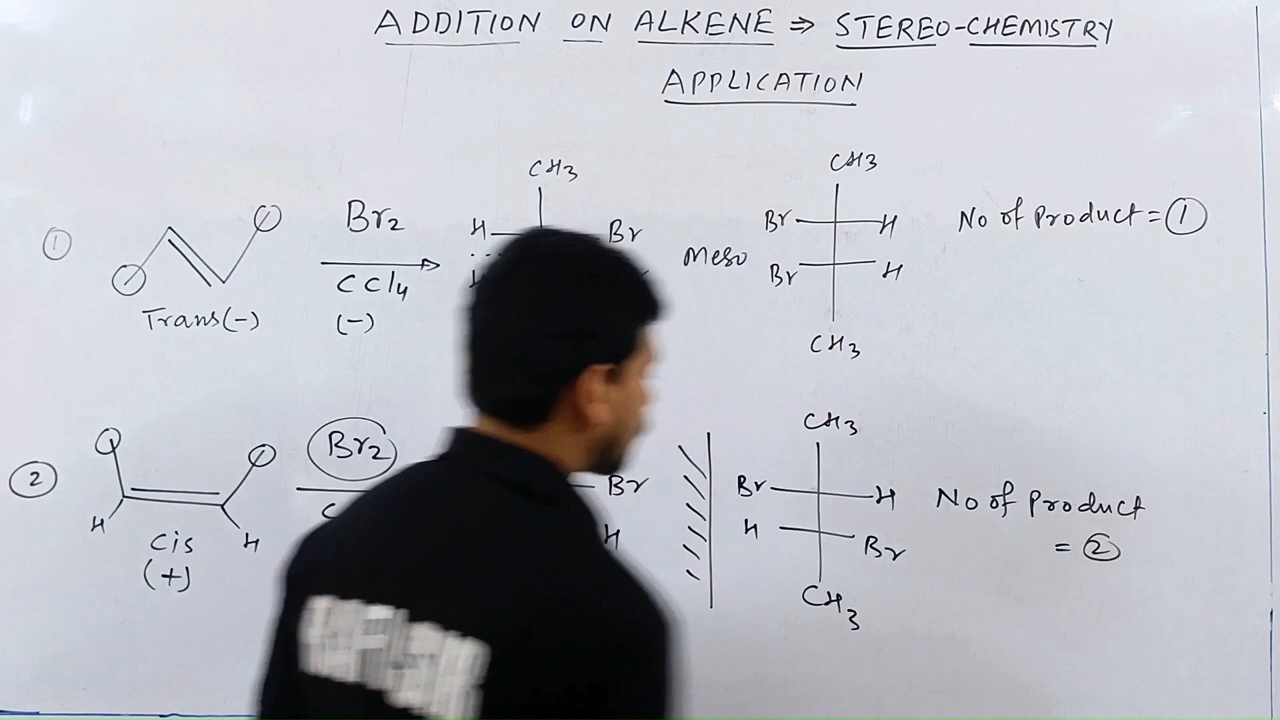 ADDITION ON ALKENE ⇒ STEREO-CHEMISTRY
APPLICATION
①
Trans(-)
Br2
CCl4
(-)
CH3
H Br
Meso
CH3
Br H
Br H
CH3
No of Product = ①
②
H H
Cis
(+)
Br2
C
Br
H
CH3
Br H
H Br
CH3
No of Product
= ②